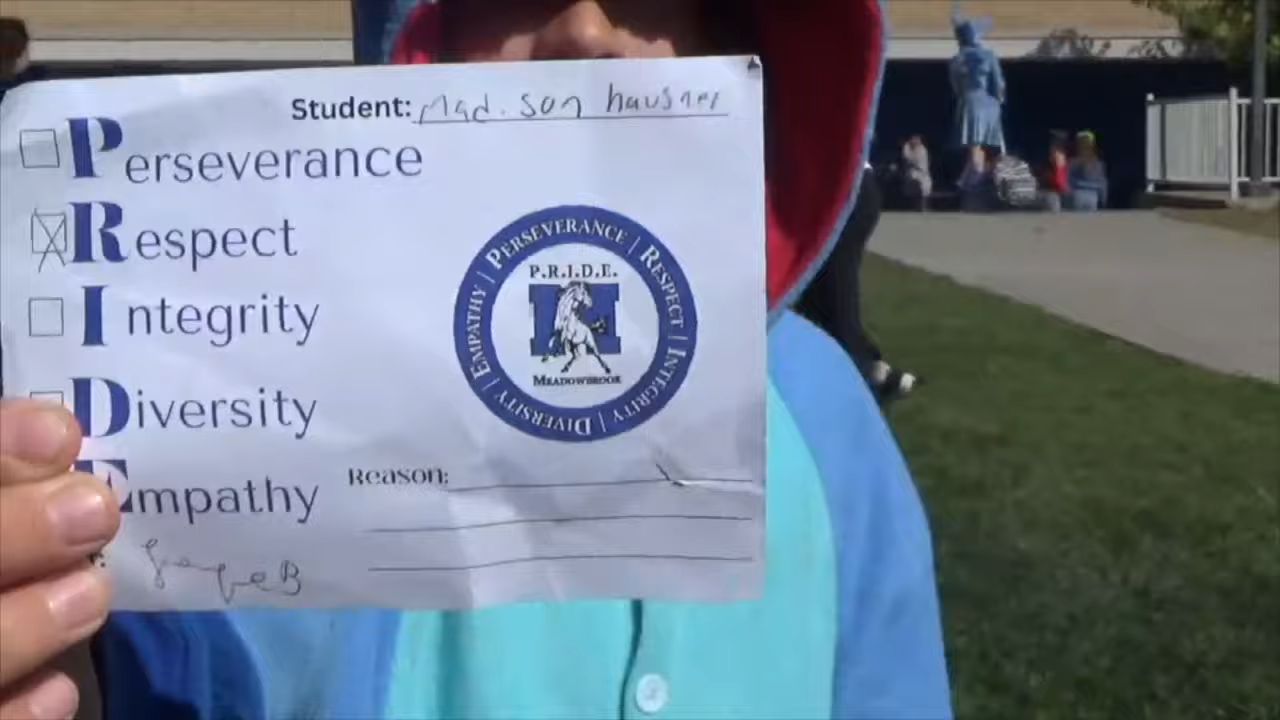 Student: Madison hausner
Perseverance
Respect
Integrity
Diversity
Empathy
PERSEVERANCE | RESPECT | INTEGRITY | DIVERSITY | EMPATHY |
P.R.I.D.E.
M
MEADOWBROOK
Reason: